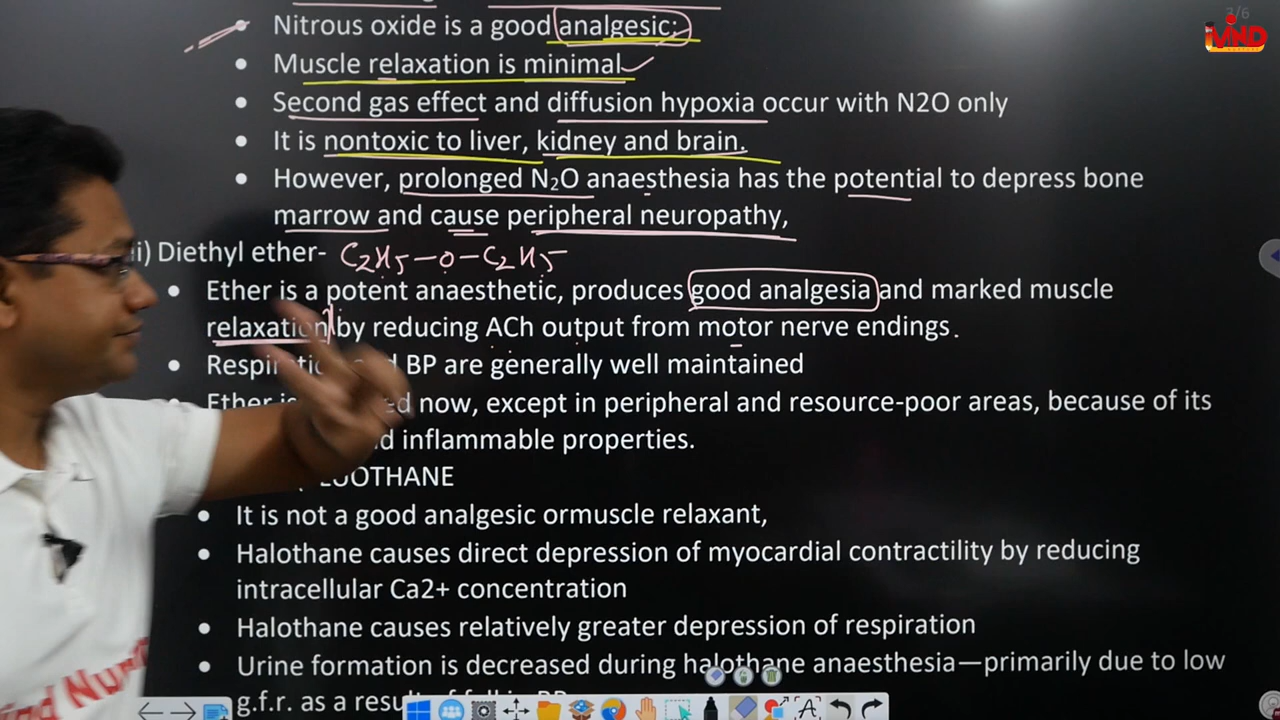 3/6
MIND
Nitrous oxide is a good analgesic;
Muscle relaxation is minimal
Second gas effect and diffusion hypoxia occur with N2O only
It is nontoxic to liver, kidney and brain.
However, prolonged N₂O anaesthesia has the potential to depress bone
marrow and cause peripheral neuropathy,
i) Diethyl ether- C₂H₅-O-C₂H₅
Ether is a potent anaesthetic, produces good analgesia and marked muscle
relaxation by reducing ACh output from motor nerve endings.
BP are generally well maintained
Ether now, except in peripheral and resource-poor areas, because of its
inflammable properties.
It is not a good analgesic ormuscle relaxant,
Halothane causes direct depression of myocardial contractility by reducing
intracellular Ca2+ concentration
Halothane causes relatively greater depression of respiration
Urine formation is decreased during halothane anaesthesia—primarily due to low
g.f.r. as a